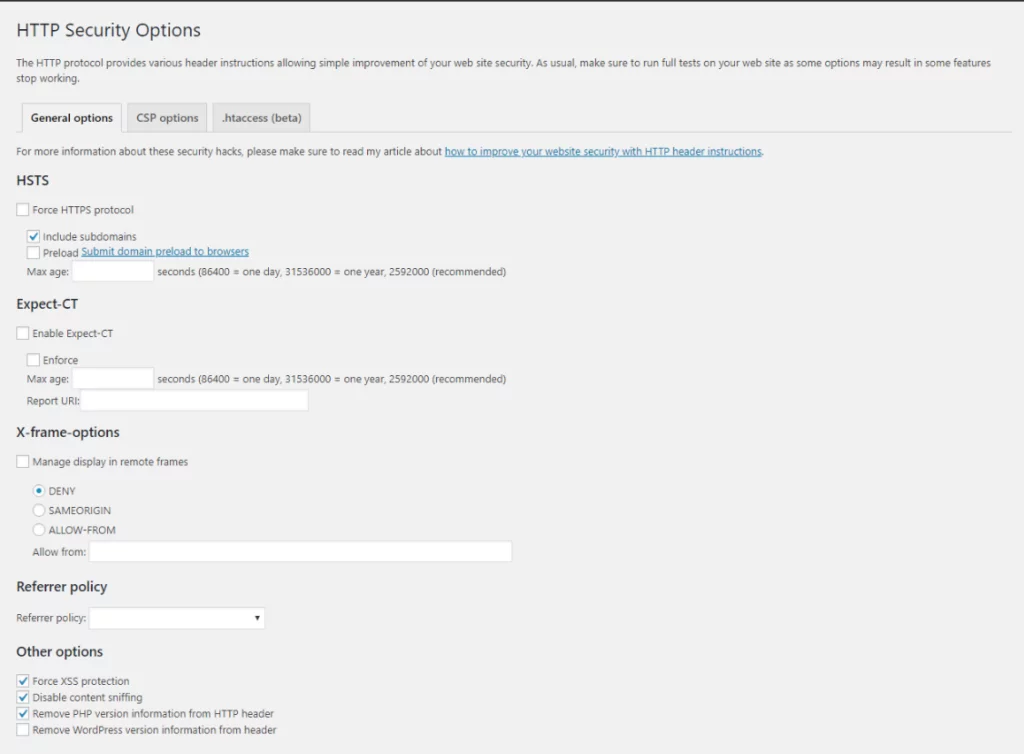 HTTP Security Options
The HTTP protocol provides various header instructions allowing simple improvement of your web site security. As usual, make sure to run full tests on your web site as some options may result in some features
stop working.
General options CSP options .htaccess (beta)
For more information about these security hacks, please make sure to read my article about how to improve your website security with HTTP header instructions.
HSTS
Force HTTPS protocol
Include subdomains
Preload Submit domain preload to browsers
Max age: seconds (86400 = one day, 31536000 = one year, 2592000 (recommended)
Expect-CT
Enable Expect-CT
Enforce
Max age: seconds (86400 = one day, 31536000 = one year, 2592000 (recommended)
Report URI:
X-frame-options
Manage display in remote frames
DENY
SAMEORIGIN
ALLOW-FROM
Allow from:
Referrer policy
Referrer policy:
Other options
Force XSS protection
Disable content sniffing
Remove PHP version information from HTTP header
Remove WordPress version information from header